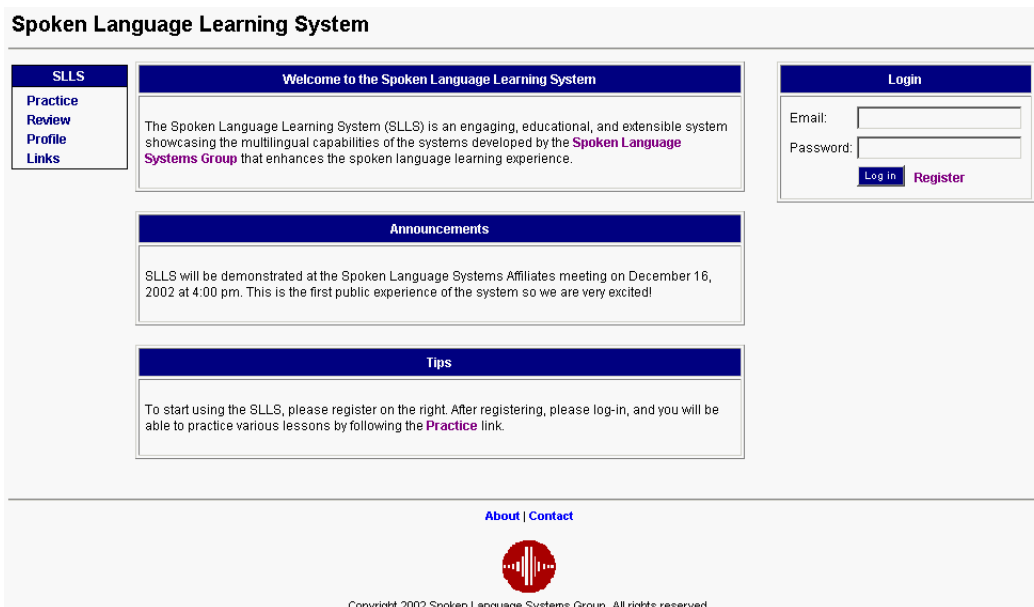 Spoken Language Learning System
SLLS
Practice
Review
Profile
Links
Welcome to the Spoken Language Learning System
The Spoken Language Learning System (SLLS) is an engaging, educational, and extensible system
showcasing the multilingual capabilities of the systems developed by the Spoken Language
Systems Group that enhances the spoken language learning experience.
Announcements
SLLS will be demonstrated at the Spoken Language Systems Affiliates meeting on December 16,
2002 at 4:00 pm. This is the first public experience of the system so we are very excited!
Tips
To start using the SLLS, please register on the right. After registering, please log-in, and you will be
able to practice various lessons by following the Practice link.
Login
Email:
Password:
Log in Register
About | Contact
Copyright 2002 Spoken Language Systems Group. All rights reserved.